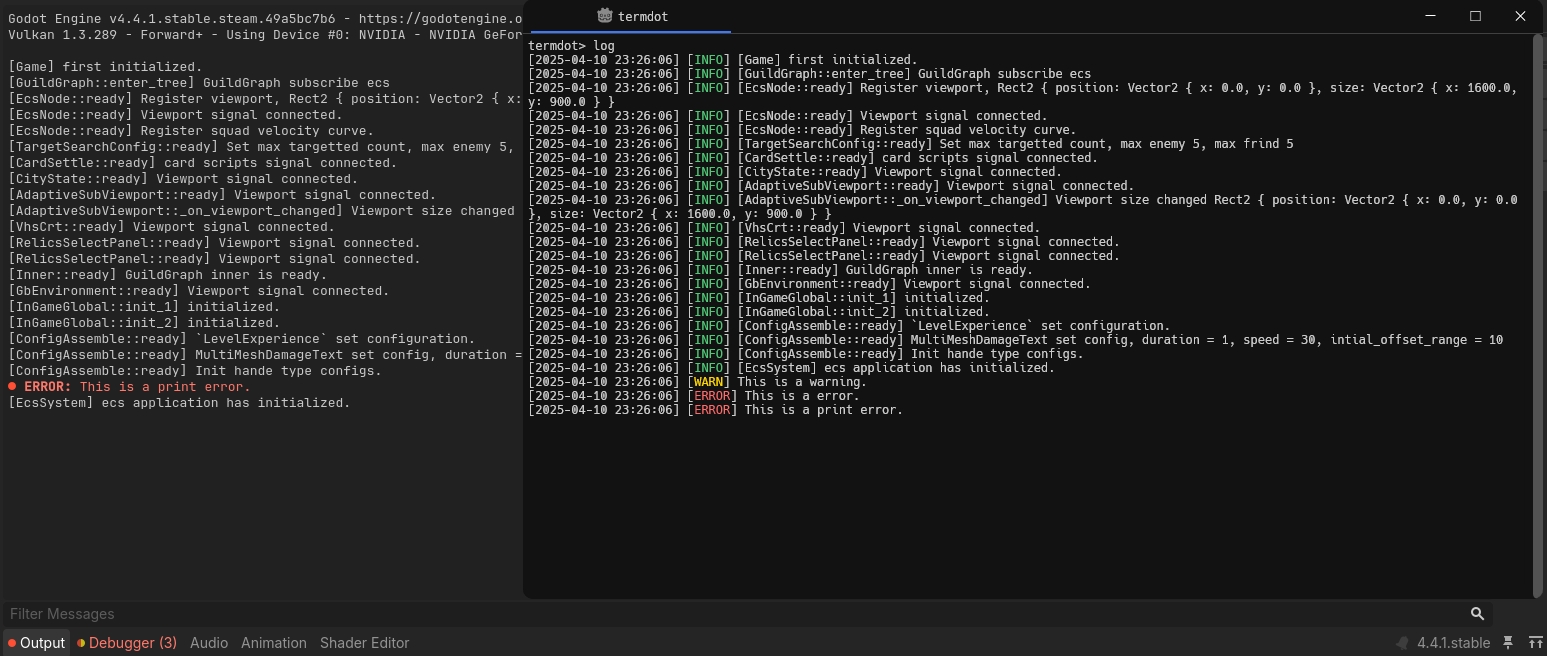 Godot Engine v4.4.1.stable.steam.49a5bc7b6 - https://godotengine.o
Vulkan 1.3.289 - Forward+ - Using Device #0: NVIDIA - NVIDIA GeFor
[Game] first initialized.
[GuildGraph::enter_tree] GuildGraph subscribe ecs
[EcsNode::ready] Register viewport, Rect2 { position: Vector2 { x:
[EcsNode::ready] Viewport signal connected.
[EcsNode::ready] Register squad velocity curve.
[TargetSearchConfig::ready] Set max targetted count, max enemy 5,
[CardSettle::ready] card scripts signal connected.
[CityState::ready] Viewport signal connected.
[AdaptiveSubViewport::ready] Viewport signal connected.
[AdaptiveSubViewport::_on_viewport_changed] Viewport size changed
[VhsCrt::ready] Viewport signal connected.
[RelicsSelectPanel::ready] Viewport signal connected.
[RelicsSelectPanel::ready] Viewport signal connected.
[Inner::ready] GuildGraph inner is ready.
[GbEnvironment::ready] Viewport signal connected.
[InGameGlobal::init_1] initialized.
[InGameGlobal::init_2] initialized.
[ConfigAssemble::ready] `LevelExperience` set configuration.
[ConfigAssemble::ready] MultiMeshDamageText set config, duration =
[ConfigAssemble::ready] Init hande type configs.
ERROR: This is a print error.
[EcsSystem] ecs application has initialized.
termdot
termdot> log
[2025-04-10 23:26:06] [INFO] [Game] first initialized.
[2025-04-10 23:26:06] [INFO] [GuildGraph::enter_tree] GuildGraph subscribe ecs
[2025-04-10 23:26:06] [INFO] [EcsNode::ready] Register viewport, Rect2 { position: Vector2 { x: 0.0, y: 0.0 }, size: Vector2 { x: 1600.0,
y: 900.0 } }
[2025-04-10 23:26:06] [INFO] [EcsNode::ready] Viewport signal connected.
[2025-04-10 23:26:06] [INFO] [EcsNode::ready] Register squad velocity curve.
[2025-04-10 23:26:06] [INFO] [TargetSearchConfig::ready] Set max targetted count, max enemy 5, max frind 5
[2025-04-10 23:26:06] [INFO] [CardSettle::ready] card scripts signal connected.
[2025-04-10 23:26:06] [INFO] [CityState::ready] Viewport signal connected.
[2025-04-10 23:26:06] [INFO] [AdaptiveSubViewport::ready] Viewport signal connected.
[2025-04-10 23:26:06] [INFO] [AdaptiveSubViewport::_on_viewport_changed] Viewport size changed Rect2 { position: Vector2 { x: 0.0, y: 0.0
}, size: Vector2 { x: 1600.0, y: 900.0 } }
[2025-04-10 23:26:06] [INFO] [VhsCrt::ready] Viewport signal connected.
[2025-04-10 23:26:06] [INFO] [RelicsSelectPanel::ready] Viewport signal connected.
[2025-04-10 23:26:06] [INFO] [RelicsSelectPanel::ready] Viewport signal connected.
[2025-04-10 23:26:06] [INFO] [Inner::ready] GuildGraph inner is ready.
[2025-04-10 23:26:06] [INFO] [GbEnvironment::ready] Viewport signal connected.
[2025-04-10 23:26:06] [INFO] [InGameGlobal::init_1] initialized.
[2025-04-10 23:26:06] [INFO] [InGameGlobal::init_2] initialized.
[2025-04-10 23:26:06] [INFO] [ConfigAssemble::ready] `LevelExperience` set configuration.
[2025-04-10 23:26:06] [INFO] [ConfigAssemble::ready] MultiMeshDamageText set config, duration = 1, speed = 30, intial_offset_range = 10
[2025-04-10 23:26:06] [INFO] [ConfigAssemble::ready] Init hande type configs.
[2025-04-10 23:26:06] [INFO] [EcsSystem] ecs application has initialized.
[2025-04-10 23:26:06] [WARN] This is a warning.
[2025-04-10 23:26:06] [ERROR] This is a error.
[2025-04-10 23:26:06] [ERROR] This is a print error.
Filter Messages
Output Debugger (3) Audio Animation Shader Editor 4.4.1.stable